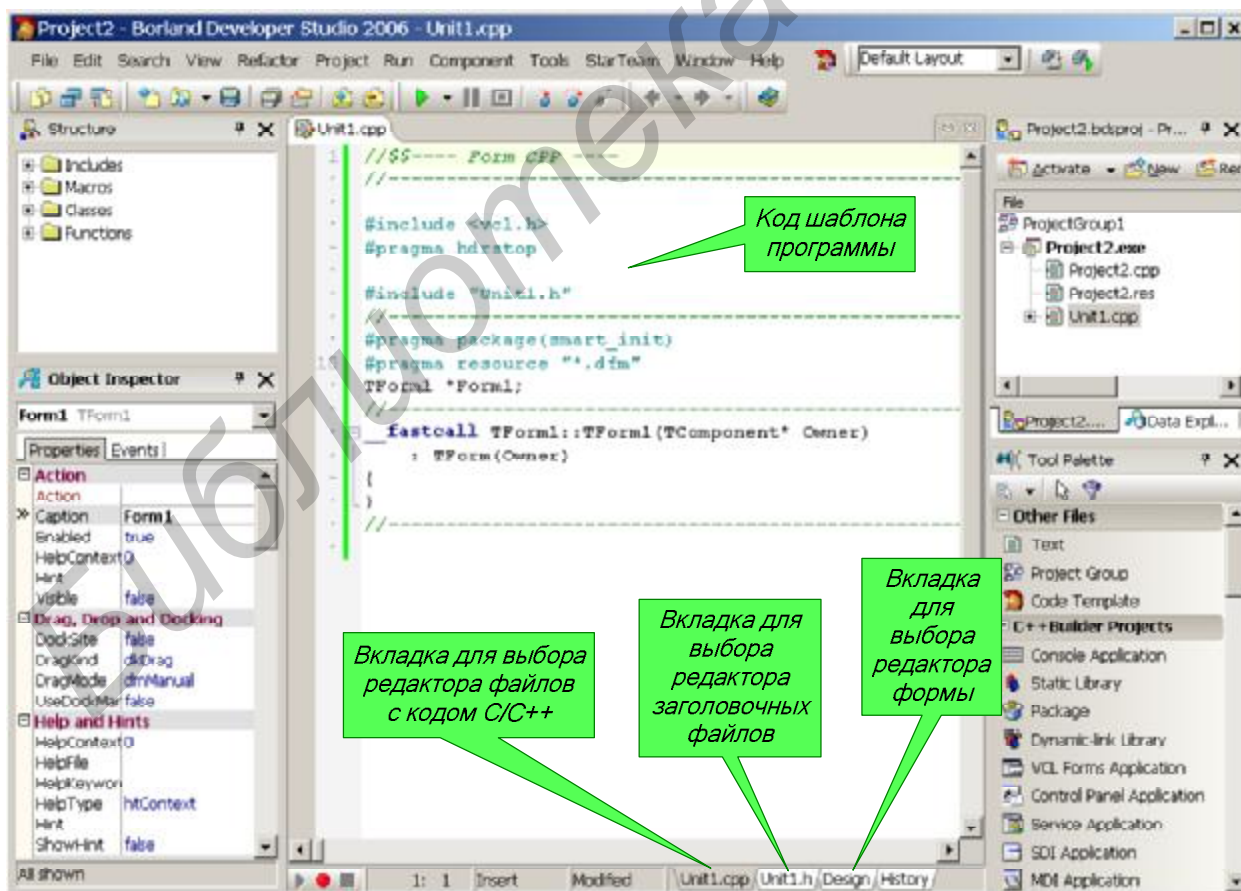 Project2 - Borland Developer Studio 2006 - Unit1.cpp
File Edit Search View Refactor Project Run Component Tools StarTeam Window Help
Default Layout
Structure
Includes
Macros
Classes
Functions
Object Inspector
Form1 TForm1
Properties Events
Action
Action
Caption Form1
Enabled true
HelpContext 0
Hint
Visible false
Drag, Drop and Docking
DockSite false
DragKind dkDrag
DragMode dmManual
UseDockMar false
Help and Hints
HelpContext 0
HelpFile
HelpKeywor
HelpType htContext
Hint
ShowHint false
All shown
Unit1.cpp
1 //$$---- Form CPP ----
//---------------------------------------------------------------------------
#include <vcl.h>
#pragma hdrstop
#include "Unit1.h"
//---------------------------------------------------------------------------
#pragma package(smart_init)
10 #pragma resource "*.dfm"
TForm1 *Form1;
//---------------------------------------------------------------------------
__fastcall TForm1::TForm1(TComponent* Owner)
: TForm(Owner)
{
}
//---------------------------------------------------------------------------
Код шаблона
программы
Вкладка для выбора
редактора файлов
с кодом C/C++
Вкладка для
выбора
редактора
заголовочных
файлов
Вкладка
для
выбора
редактора
формы
1: 1 Insert Modified Unit1.cpp Unit1.h Design History
Project2.bdsproj - Pr...
Activate New Rem
File
ProjectGroup1
Project2.exe
Project2.cpp
Project2.res
Unit1.cpp
Project2.... Data Expl...
Tool Palette
Other Files
Text
Project Group
Code Template
C++Builder Projects
Console Application
Static Library
Package
Dynamic-link Library
VCL Forms Application
Control Panel Application
Service Application
SDI Application
MDI Application
Библиотека